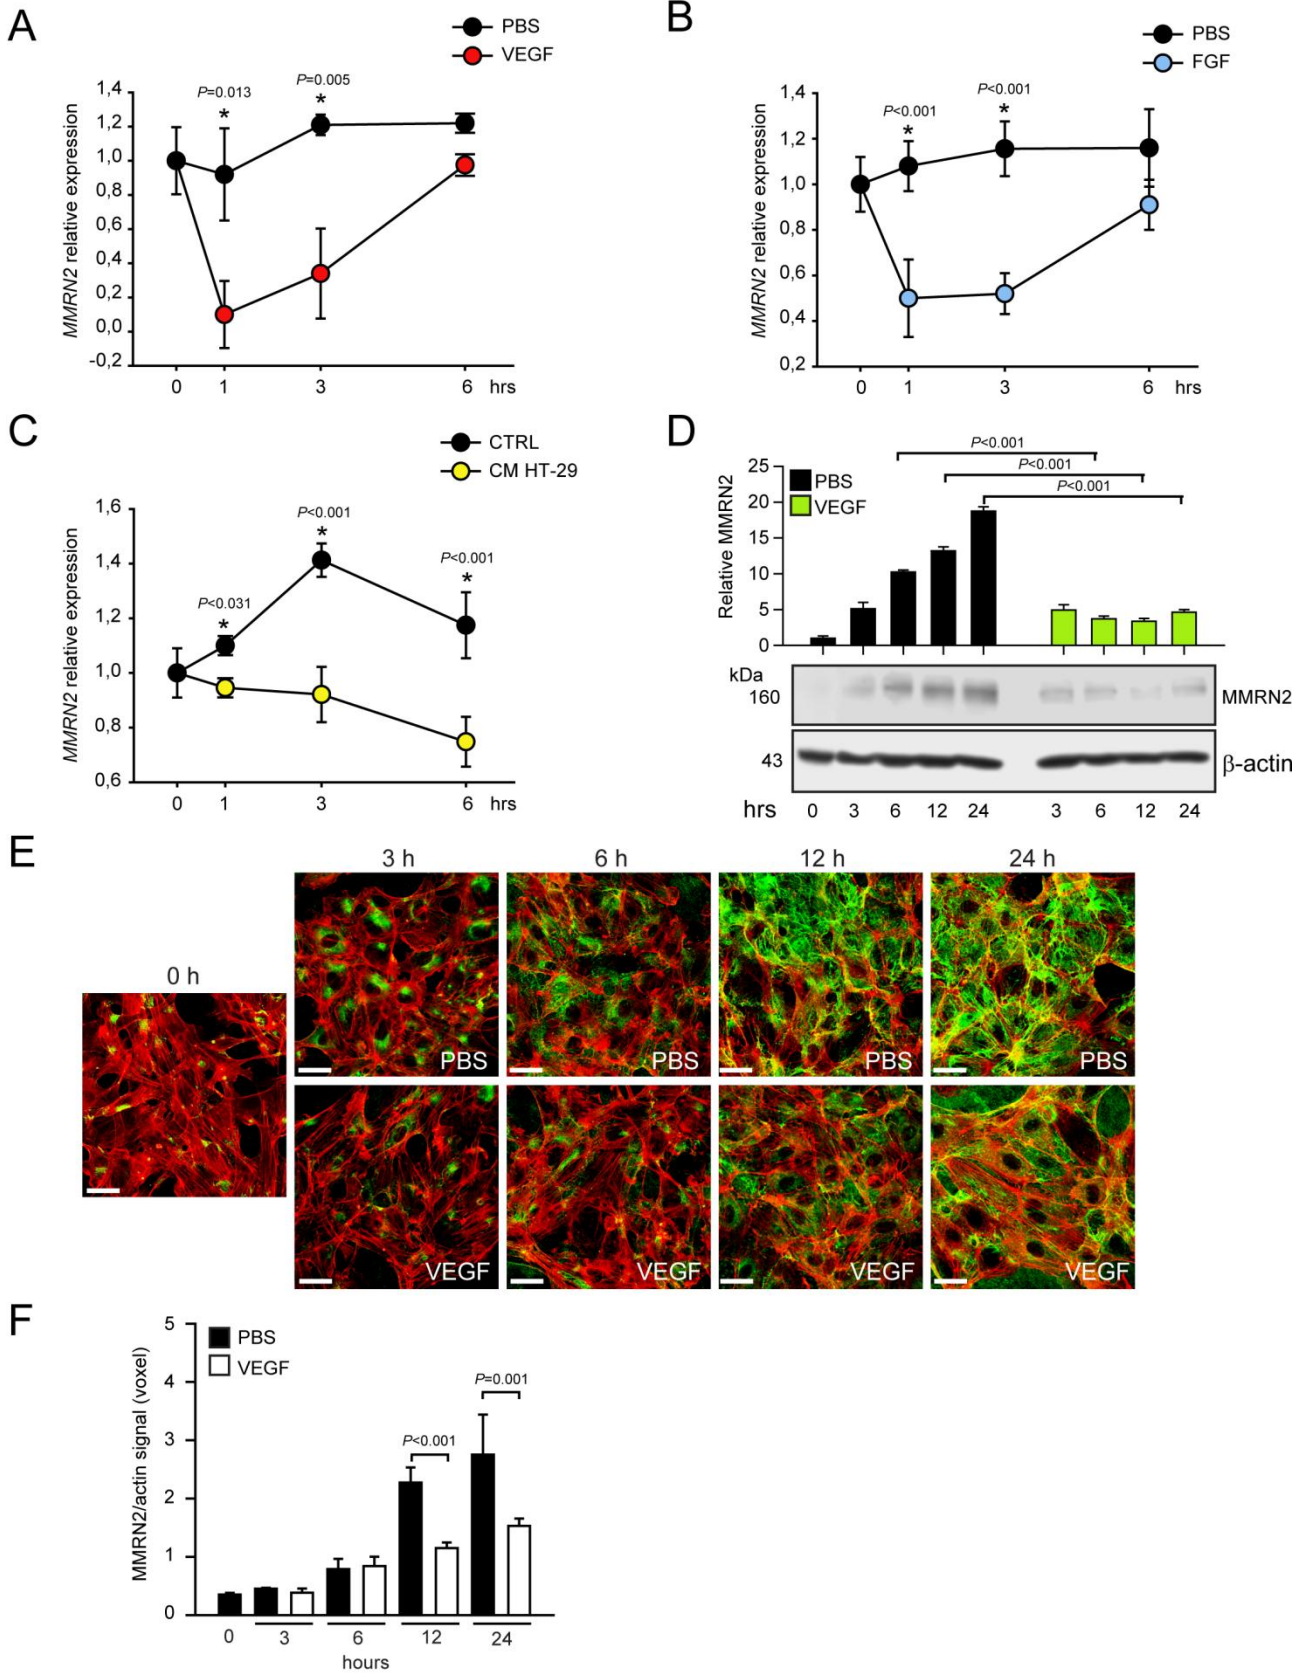 A
PBS
VEGF
MMRN2 relative expression
1,4
1,2
1,0
0,8
0,6
0,4
0,2
0,0
-0,2
P=0.013
*
P=0.005
*
0 1 3 6 hrs
B
PBS
FGF
MMRN2 relative expression
1,4
1,2
1,0
0,8
0,6
0,4
0,2
P<0.001
*
P<0.001
*
0 1 3 6 hrs
C
CTRL
CM HT-29
MMRN2 relative expression
1,6
1,4
1,2
1,0
0,8
0,6
P<0.031
*
P<0.001
*
P<0.001
*
0 1 3 6 hrs
D
P<0.001
P<0.001
P<0.001
PBS
VEGF
Relative MMRN2
25
20
15
10
5
0
kDa
160
MMRN2
43
β-actin
hrs 0 3 6 12 24 3 6 12 24
E
0 h
3 h 6 h 12 h 24 h
PBS PBS PBS PBS
VEGF VEGF VEGF VEGF
F
PBS
VEGF
MMRN2/actin signal (voxel)
5
4
3
2
1
0
P<0.001
P=0.001
0 3 6 12 24
hours